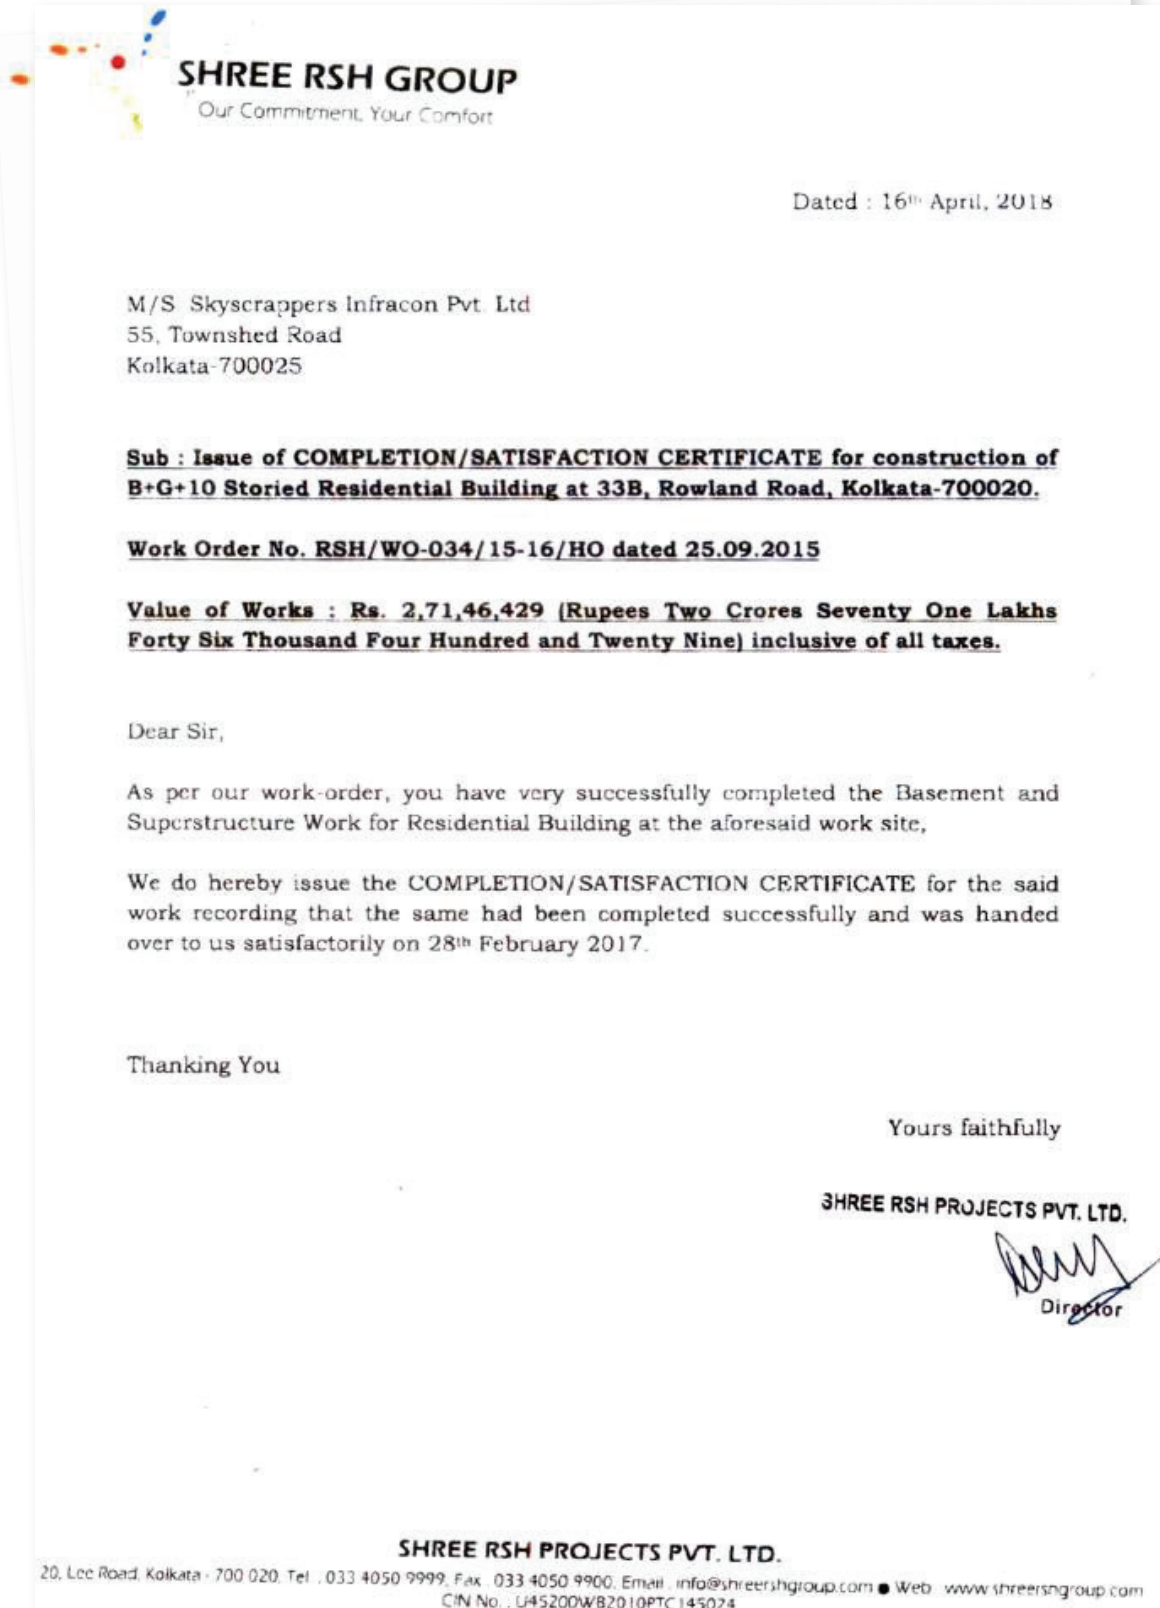 SHREE RSH GROUP
Our Commitment, Your Comfort
Dated : 16th April, 2018
M/S Skyscrappers Infracon Pvt. Ltd
55, Townshed Road
Kolkata-700025
Sub : Issue of COMPLETION/SATISFACTION CERTIFICATE for construction of
B+G+10 Storied Residential Building at 33B, Rowland Road, Kolkata-700020.
Work Order No. RSH/WO-034/15-16/HO dated 25.09.2015
Value of Works : Rs. 2,71,46,429 (Rupees Two Crores Seventy One Lakhs
Forty Six Thousand Four Hundred and Twenty Nine) inclusive of all taxes.
Dear Sir,
As per our work-order, you have very successfully completed the Basement and
Superstructure Work for Residential Building at the aforesaid work site,
We do hereby issue the COMPLETION/SATISFACTION CERTIFICATE for the said
work recording that the same had been completed successfully and was handed
over to us satisfactorily on 28th February 2017.
Thanking You
Yours faithfully
SHREE RSH PROJECTS PVT. LTD.
Director
SHREE RSH PROJECTS PVT. LTD.
20, Lee Road, Kolkata - 700 020, Tel : 033 4050 9999, Fax : 033 4050 9900, Email : info@shreershgroup.com ● Web : www.shreershgroup.com
CIN No. : U45200WB2010PTC145024